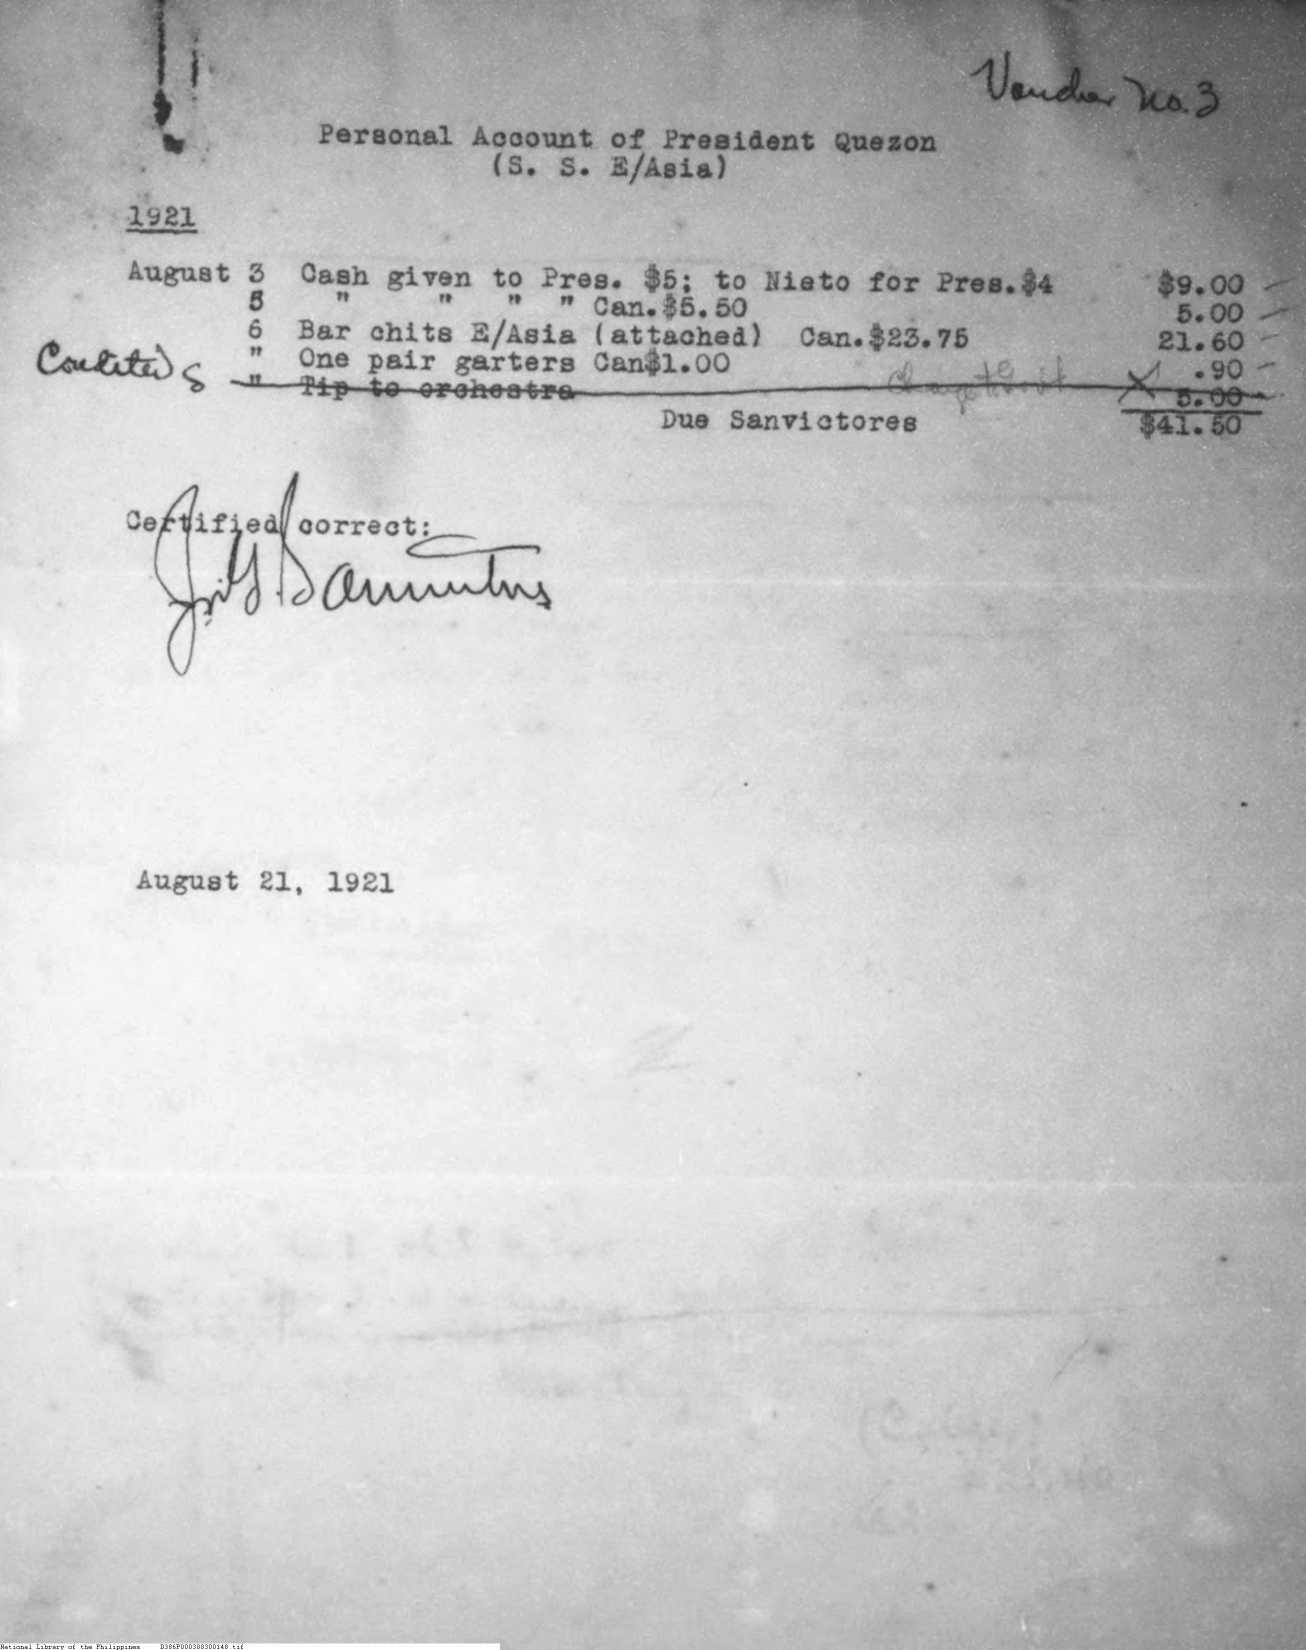 Voucher No. 3
Personal Account of President Quezon
(S. S. E/Asia)
1921
August 3 Cash given to Pres. $5; to Nieto for Pres.$4 $9.00
5 " " " " Can.$5.50 5.00
6 Bar chits E/Asia (attached) Can.$23.75 21.60
" One pair garters Can$1.00 .90
" Tip to orchestra X 5.00
Due Sanvictores $41.50
Certified correct:
August 21, 1921
National Library of the Philippines D386P000308300148.tif